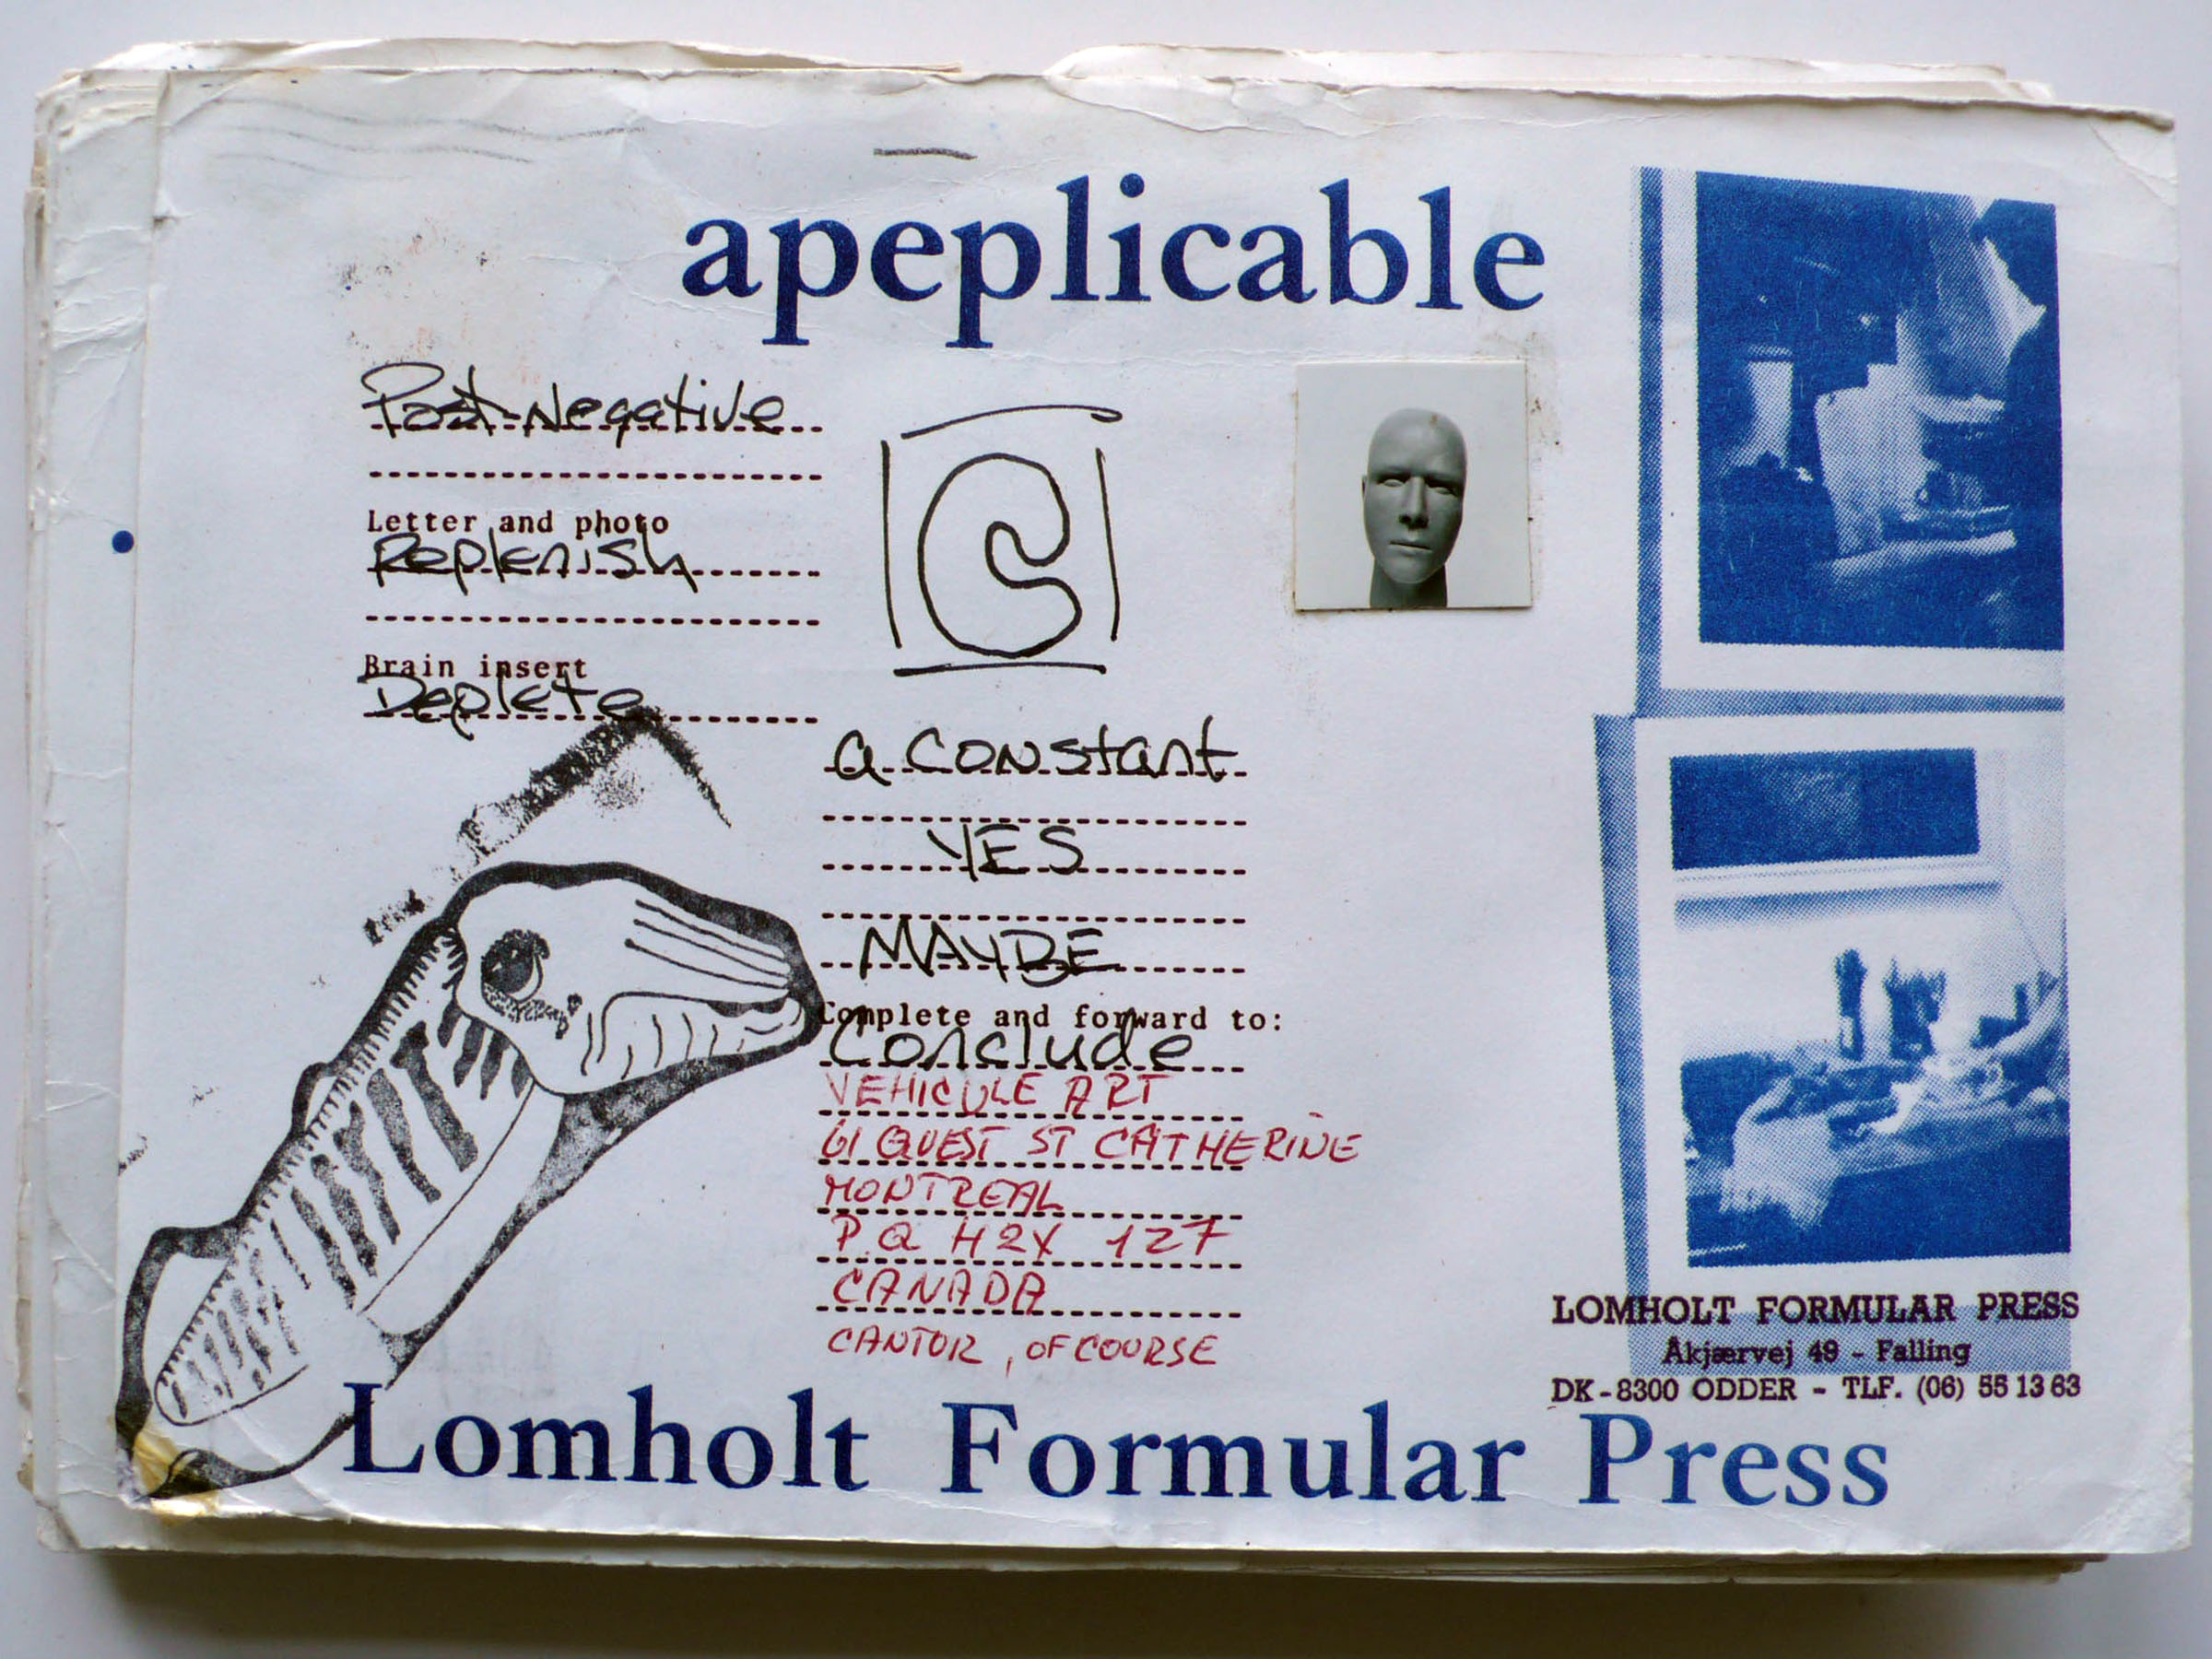 apeplicable
Post-Negative
Letter and photo
Replenish
Brain insert
Deplete
C
a constant
YES
MAYBE
Complete and forward to:
Conclude
VEHICULE ART
61 OUEST ST CATHERINE
MONTREAL
P.Q H2X 1Z7
CANADA
CANTOR, OF COURSE
LOMHOLT FORMULAR PRESS
Åkjærvej 49 - Falling
DK-8300 ODDER - TLF. (06) 55 13 63
Lomholt Formular Press